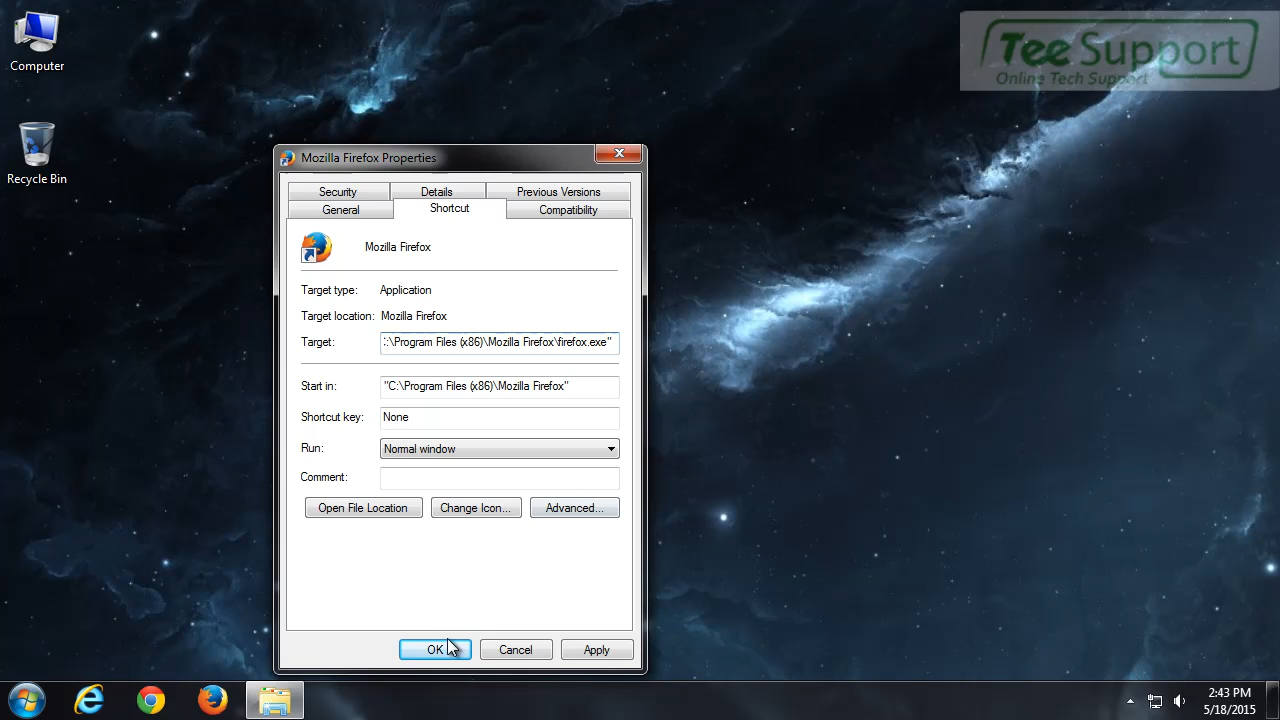 Computer
Recycle Bin
Tee Support
Online Tech Support
Mozilla Firefox Properties
Security Details Previous Versions
General Shortcut Compatibility
Mozilla Firefox
Target type: Application
Target location: Mozilla Firefox
Target: :\Program Files (x86)\Mozilla Firefox\firefox.exe"
Start in: "C:\Program Files (x86)\Mozilla Firefox"
Shortcut key: None
Run: Normal window
Comment:
Open File Location Change Icon... Advanced...
OK Cancel Apply
2:43 PM
5/18/2015